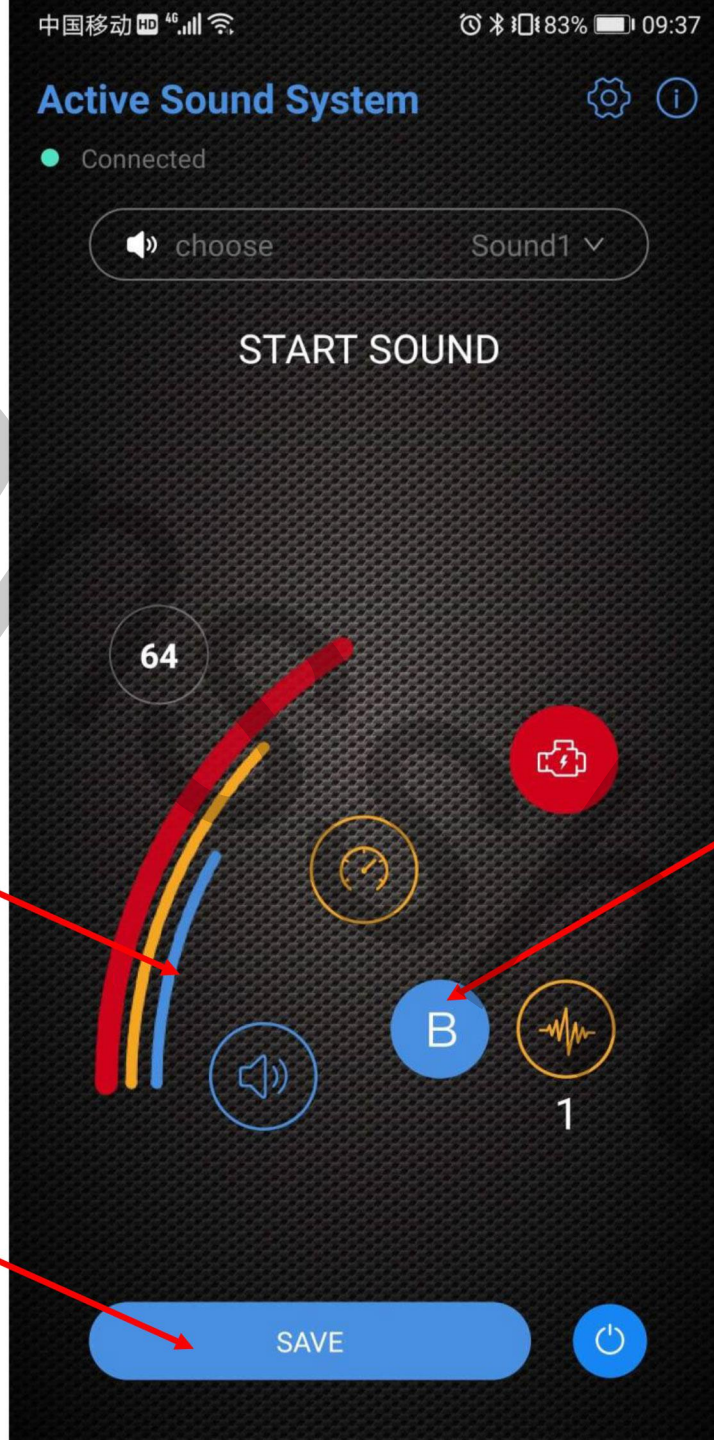 中国移动 HD 4G 83% 09:37
Active Sound System
Connected
choose Sound1
START SOUND
64
B
1
SAVE